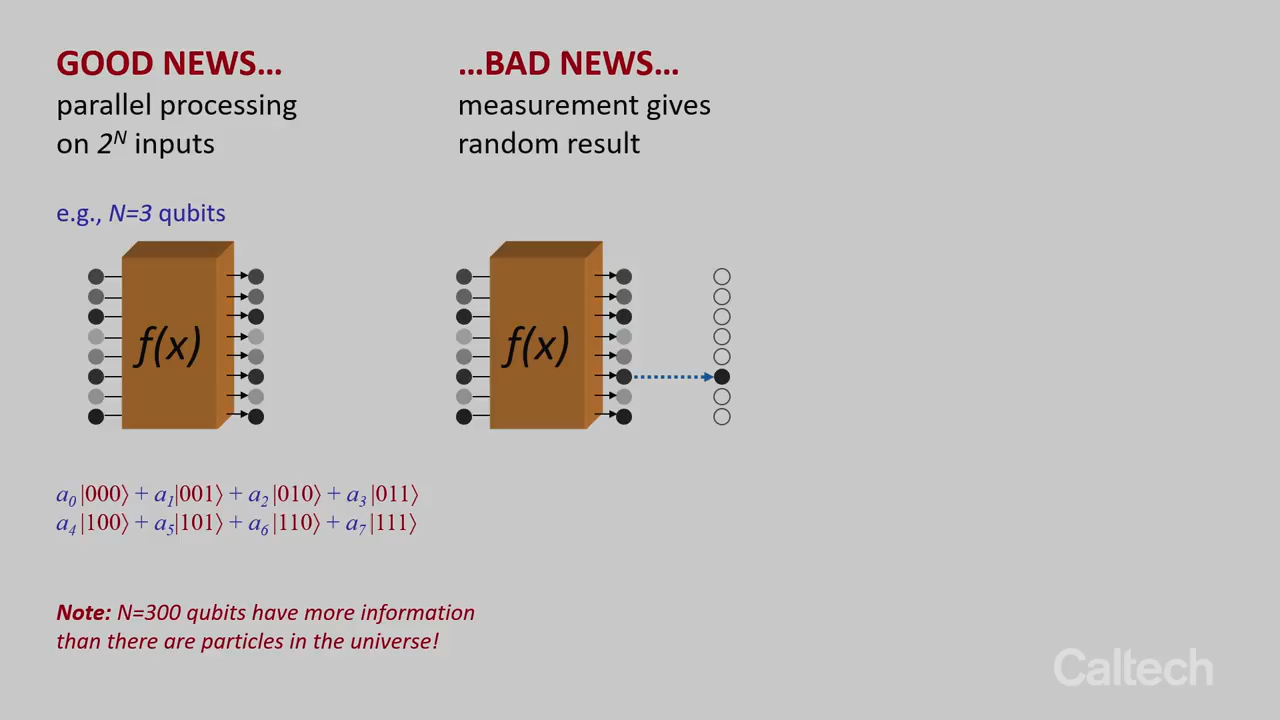 GOOD NEWS…
parallel processing
on 2ᴺ inputs
…BAD NEWS…
measurement gives
random result
e.g., N=3 qubits
f(x)
f(x)
a₀|000⟩ + a₁|001⟩ + a₂|010⟩ + a₃|011⟩
a₄|100⟩ + a₅|101⟩ + a₆|110⟩ + a₇|111⟩
Note: N=300 qubits have more information
than there are particles in the universe!
Caltech